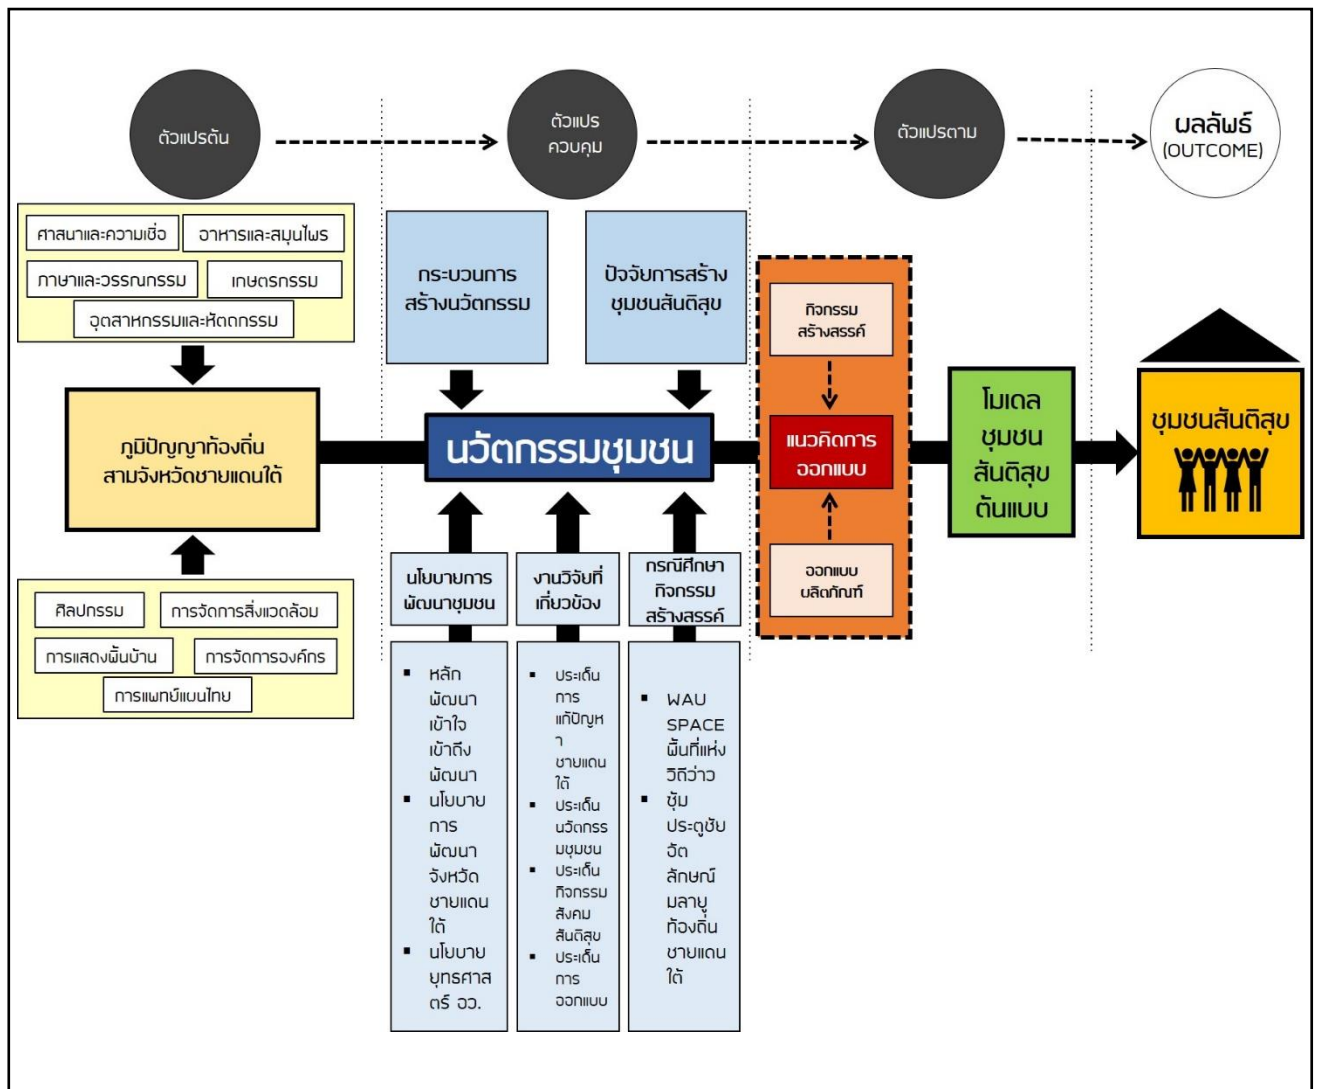 ตัวแปรต้น
ตัวแปร
ควบคุม
ตัวแปรตาม
ผลลัพธ์
(OUTCOME)
ศาสนาและความเชื่อ
อาหารและสมุนไพร
ภาษาและวรรณกรรม
เกษตรกรรม
อุตสาหกรรมและหัตถกรรม
ภูมิปัญญาท้องถิ่น
สามจังหวัดชายแดนใต้
ศิลปกรรม
การจัดการสิ่งแวดล้อม
การแสดงพื้นบ้าน
การจัดการองค์กร
การแพทย์แผนไทย
กระบวนการ
สร้างนวัตกรรม
ปัจจัยการสร้าง
ชุมชนสันติสุข
นวัตกรรมชุมชน
นโยบายการ
พัฒนาชุมชน
▪ หลัก
พัฒนา
เข้าใจ
เข้าถึง
พัฒนา
▪ นโยบาย
การ
พัฒนา
จังหวัด
ชายแดน
ใต้
▪ นโยบาย
ยุทธศาส
ตร์ อว.
งานวิจัยที่
เกี่ยวข้อง
▪ ประเด็น
การ
แก้ปัญห
า
ชายแดน
ใต้
▪ ประเด็น
นวัตกรร
มชุมชน
▪ ประเด็น
กิจกรรม
สังคม
สันติสุข
▪ ประเด็น
การ
ออกแบบ
กรณีศึกษา
กิจกรรม
สร้างสรรค์
▪ WAU
SPACE
พื้นที่แห่ง
วิถีว่าว
▪ ซุ้ม
ประตูชัย
อัต
ลักษณ์
มลายู
ท้องถิ่น
ชายแดน
ใต้
กิจกรรม
สร้างสรรค์
แนวคิดการ
ออกแบบ
ออกแบบ
ผลิตภัณฑ์
โมเดล
ชุมชน
สันติสุข
ต้นแบบ
ชุมชนสันติสุข